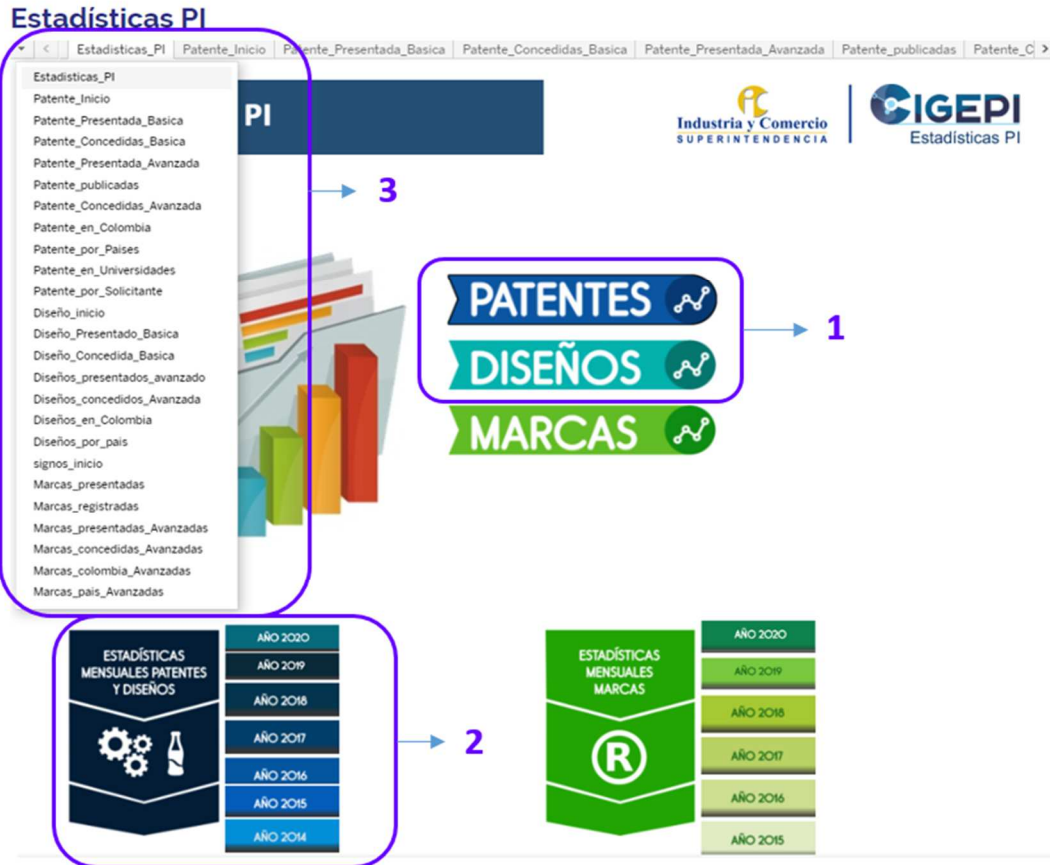 Estadísticas PI
Estadisticas_PI Patente_Inicio Patente_Presentada_Basica Patente_Concedidas_Basica Patente_Presentada_Avanzada Patente_publicadas Patente_C
Estadisticas_PI
Patente_Inicio
Patente_Presentada_Basica
Patente_Concedidas_Basica
Patente_Presentada_Avanzada
Patente_publicadas
Patente_Concedidas_Avanzada
Patente_en_Colombia
Patente_por_Paises
Patente_en_Universidades
Patente_por_Solicitante
Diseño_inicio
Diseño_Presentado_Basica
Diseño_Concedida_Basica
Diseños_presentados_avanzado
Diseños_concedidos_Avanzada
Diseños_en_Colombia
Diseños_por_pais
signos_inicio
Marcas_presentadas
Marcas_registradas
Marcas_presentadas_Avanzadas
Marcas_concedidas_Avanzadas
Marcas_colombia_Avanzadas
Marcas_pais_Avanzadas
PI
Industria y Comercio
SUPERINTENDENCIA
CIGEPI
Estadísticas PI
3
PATENTES
DISEÑOS
MARCAS
1
ESTADÍSTICAS
MENSUALES PATENTES
Y DISEÑOS
AÑO 2020
AÑO 2019
AÑO 2018
AÑO 2017
AÑO 2016
AÑO 2015
AÑO 2014
2
ESTADÍSTICAS
MENSUALES
MARCAS
®
AÑO 2020
AÑO 2019
AÑO 2018
AÑO 2017
AÑO 2016
AÑO 2015